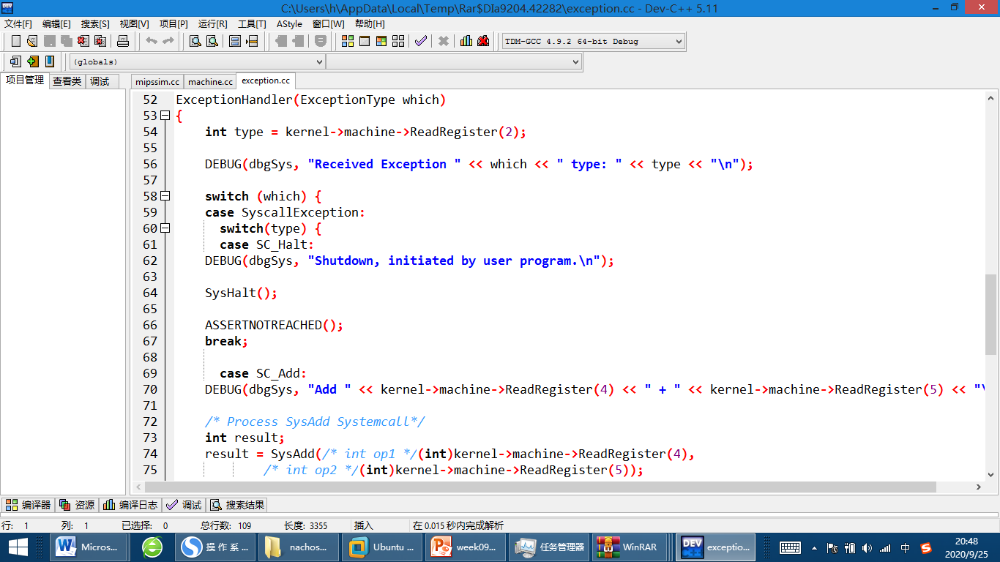 C:\Users\h\AppData\Local\Temp\Rar$DIa9204.42282\exception.cc - Dev-C++ 5.11
文件[F] 编辑[E] 搜索[S] 视图[V] 项目[P] 运行[R] 工具[T] AStyle 窗口[W] 帮助[H]
TDM-GCC 4.9.2 64-bit Debug
(globals)
项目管理 查看类 调试 mipssim.cc machine.cc exception.cc
52 ExceptionHandler(ExceptionType which)
53 {
54 int type = kernel->machine->ReadRegister(2);
55
56 DEBUG(dbgSys, "Received Exception " << which << " type: " << type << "\n");
57
58 switch (which) {
59 case SyscallException:
60 switch(type) {
61 case SC_Halt:
62 DEBUG(dbgSys, "Shutdown, initiated by user program.\n");
63
64 SysHalt();
65
66 ASSERTNOTREACHED();
67 break;
68
69 case SC_Add:
70 DEBUG(dbgSys, "Add " << kernel->machine->ReadRegister(4) << " + " << kernel->machine->ReadRegister(5) << "\
71
72 /* Process SysAdd Systemcall*/
73 int result;
74 result = SysAdd(/* int op1 */(int)kernel->machine->ReadRegister(4),
75 /* int op2 */(int)kernel->machine->ReadRegister(5));
编译器 资源 编译日志 调试 搜索结果
行: 1 列: 1 已选择: 0 总行数: 109 长度: 3355 插入 在 0.015 秒内完成解析
Micros... 操 作 系 ... nachos... Ubuntu ... week09... 任务管理器 WinRAR exceptio... 中 20:48
2020/9/25